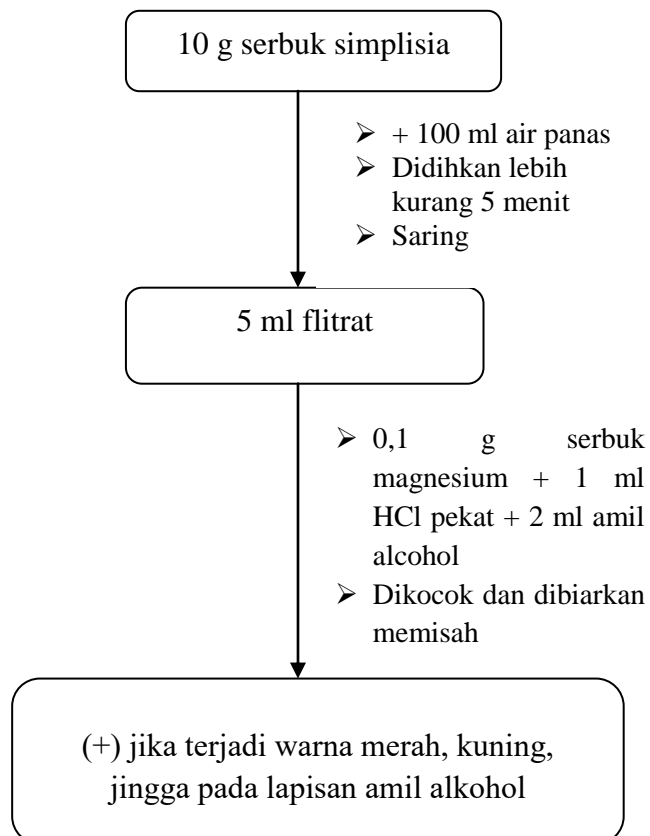 10 g serbuk simplisia
➢ + 100 ml air panas
➢ Didihkan lebih
kurang 5 menit
➢ Saring
5 ml flitrat
➢ 0,1 g serbuk
magnesium + 1 ml
HCl pekat + 2 ml amil
alcohol
➢ Dikocok dan dibiarkan
memisah
(+) jika terjadi warna merah, kuning,
jingga pada lapisan amil alkohol